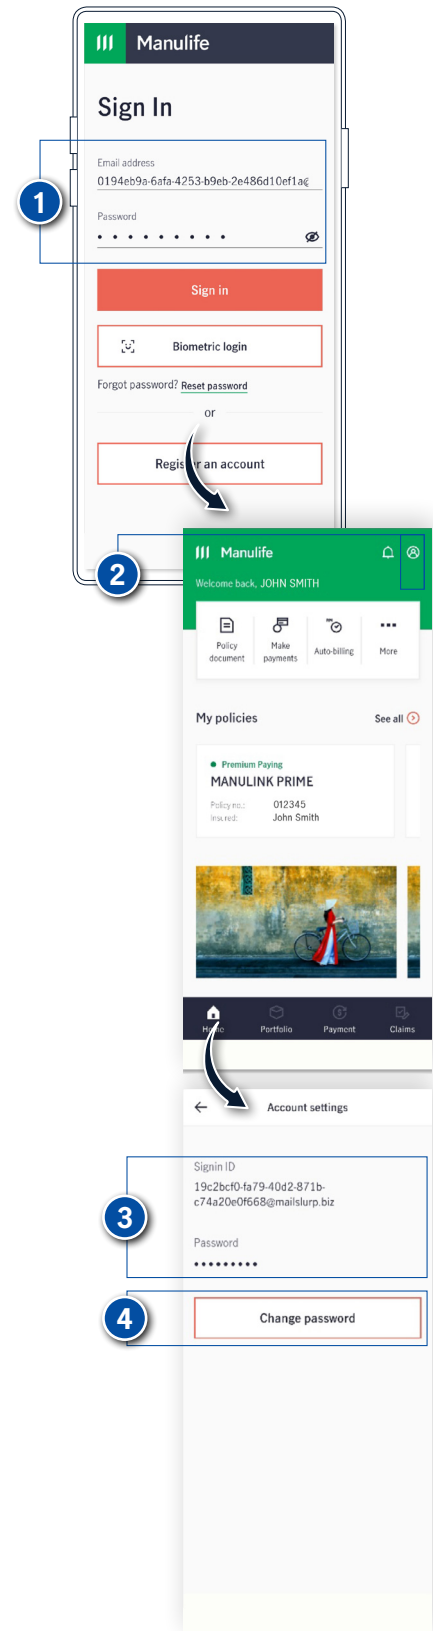 Manulife
Sign In
Email address
0194eb9a-6afa-4253-b9eb-2e486d10ef1a@
1
Password
Sign in
Biometric login
Forgot password? Reset password
or
Register an account
Manulife
2
Welcome back, JOHN SMITH
Policy document
Make payments
Auto-billing
More
My policies
See all
Premium Paying
MANULINK PRIME
Policy no.: 012345
Insured: John Smith
Home
Portfolio
Payment
Claims
Account settings
Signin ID
19c2bcf0-fa79-40d2-871b-
c74a20e0f668@mailslurp.biz
3
Password
4
Change password